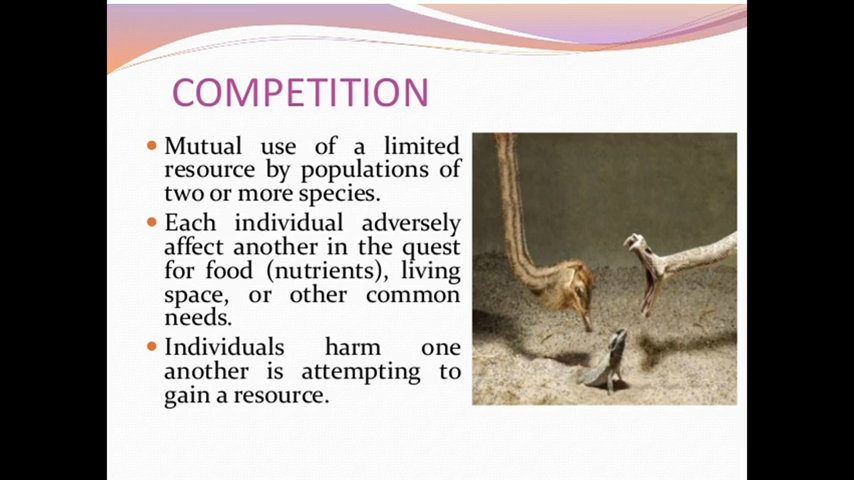 COMPETITION
Mutual use of a limited
resource by populations of
two or more species.
Each individual adversely
affect another in the quest
for food (nutrients), living
space, or other common
needs.
Individuals harm one
another is attempting to
gain a resource.